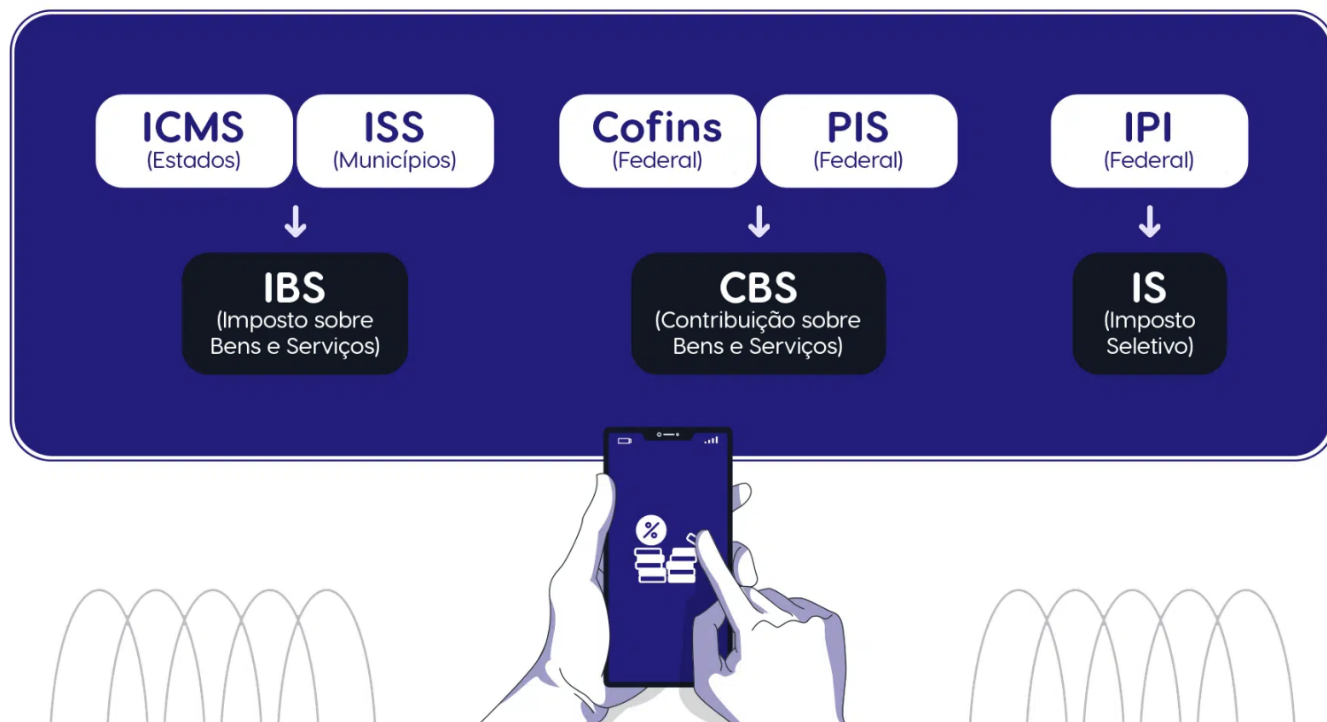 ICMS
(Estados)
ISS
(Municípios)
Cofins
(Federal)
PIS
(Federal)
IPI
(Federal)
IBS
(Imposto sobre
Bens e Serviços)
CBS
(Contribuição sobre
Bens e Serviços)
IS
(Imposto
Seletivo)
%